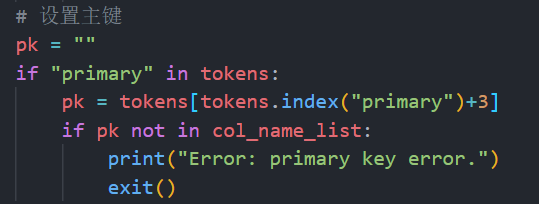 # 设置主键
pk = ""
if "primary" in tokens:
    pk = tokens[tokens.index("primary")+3]
    if pk not in col_name_list:
        print("Error: primary key error.")
        exit()